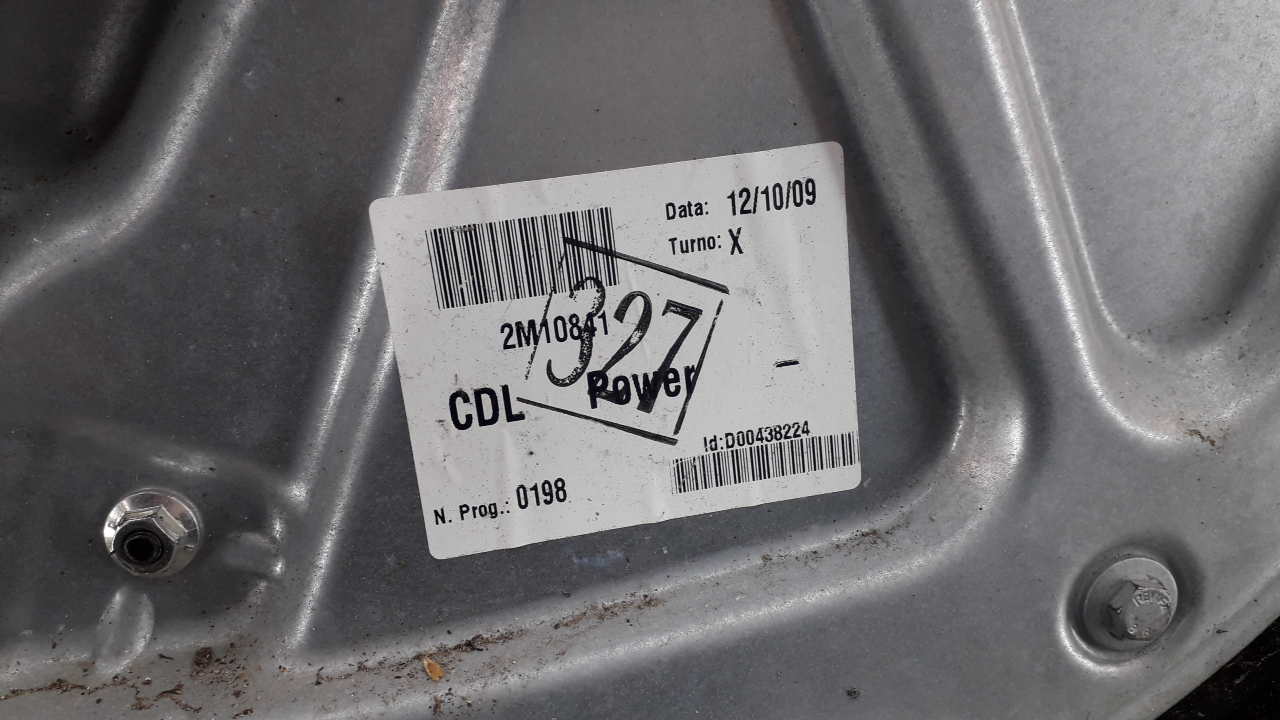 Data: 12/10/09
Turno: X
2M10841
327
CDL Power -
Id:D00438224
N. Prog.: 0198